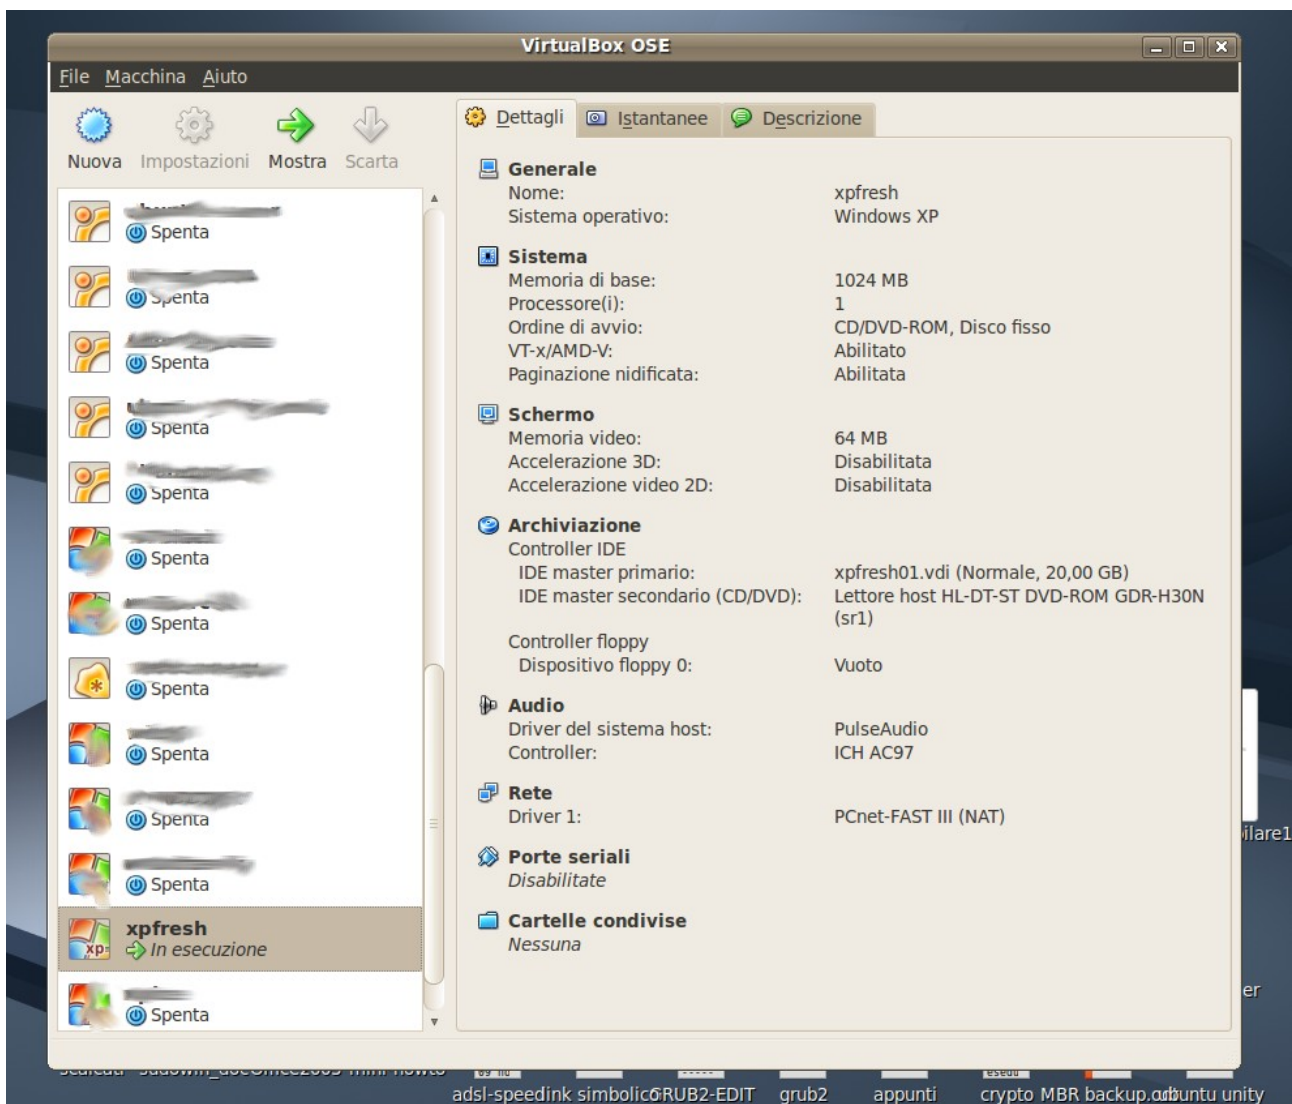 VirtualBox OSE
File Macchina Aiuto
Nuova Impostazioni Mostra Scarta
Spenta
Spenta
Spenta
Spenta
Spenta
Spenta
Spenta
Spenta
Spenta
Spenta
Spenta
xpfresh
xp
In esecuzione
Spenta
Dettagli Istantanee Descrizione
Generale
Nome: xpfresh
Sistema operativo: Windows XP
Sistema
Memoria di base: 1024 MB
Processore(i): 1
Ordine di avvio: CD/DVD-ROM, Disco fisso
VT-x/AMD-V: Abilitato
Paginazione nidificata: Abilitata
Schermo
Memoria video: 64 MB
Accelerazione 3D: Disabilitata
Accelerazione video 2D: Disabilitata
Archiviazione
Controller IDE
IDE master primario: xpfresh01.vdi (Normale, 20,00 GB)
IDE master secondario (CD/DVD): Lettore host HL-DT-ST DVD-ROM GDR-H30N
(sr1)
Controller floppy
Dispositivo floppy 0: Vuoto
Audio
Driver del sistema host: PulseAudio
Controller: ICH AC97
Rete
Driver 1: PCnet-FAST III (NAT)
Porte seriali
Disabilitate
Cartelle condivise
Nessuna
ilare1
er
adsl-speedink simbolico GRUB2-EDIT grub2 appunti crypto MBR backup.odt ubuntu unity